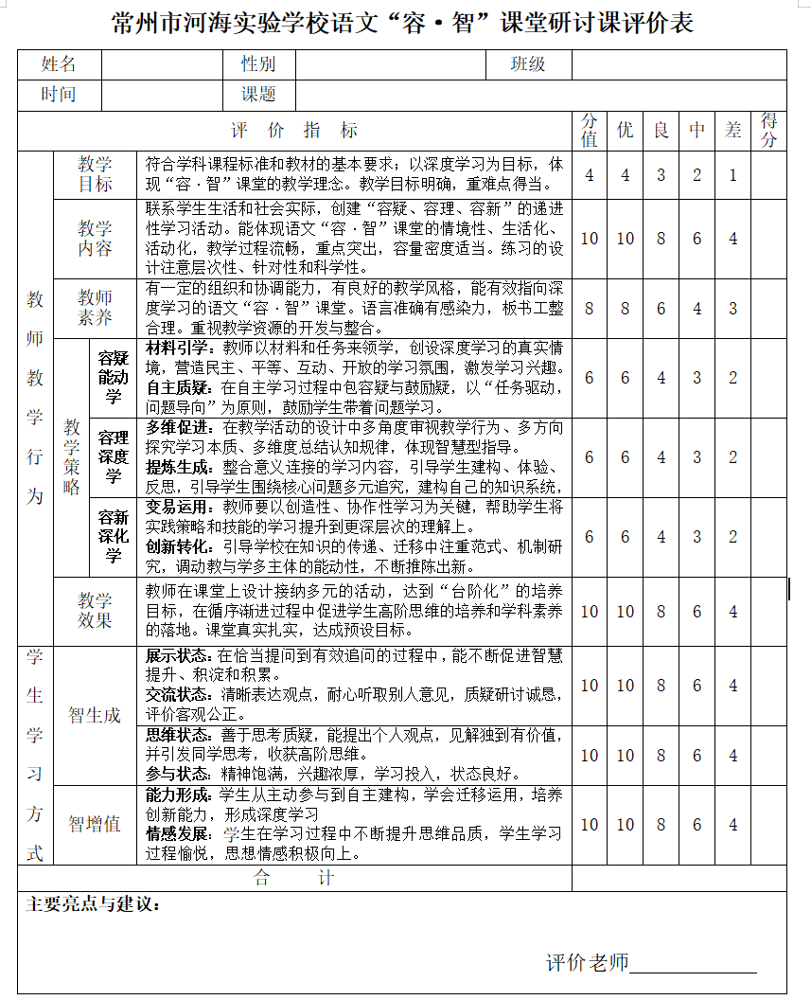 常州市河海实验学校语文“容·智”课堂研讨课评价表
姓名 性别 班级
时间 课题
评 价 指 标 分值 优 良 中 差 得分
教师教学行为
教学目标
符合学科课程标准和教材的基本要求；以深度学习为目标，体
现“容·智”课堂的教学理念。教学目标明确，重难点得当。
4 4 3 2 1
教学内容
联系学生生活和社会实际，创建“容疑、容理、容新”的递进
性学习活动。能体现语文“容·智”课堂的情境性、生活化、
活动化，教学过程流畅，重点突出，容量密度适当。练习的设
计注意层次性、针对性和科学性。
10 10 8 6 4
教师素养
有一定的组织和协调能力，有良好的教学风格，能有效指向深
度学习的语文“容·智”课堂。语言准确有感染力，板书工整
合理。重视教学资源的开发与整合。
8 8 6 4 3
教学策略
容疑能动学
材料引学：教师以材料和任务来领学，创设深度学习的真实情
境，营造民主、平等、互动、开放的学习氛围，激发学习兴趣。
自主质疑：在自主学习过程中包容疑与鼓励疑，以“任务驱动，
问题导向”为原则，鼓励学生带着问题学习。
6 6 4 3 2
容理深度学
多维促进：在教学活动的设计中多角度审视教学行为、多方向
探究学习本质、多维度总结认知规律，体现智慧型指导。
提炼生成：整合意义连接的学习内容，引导学生建构、体验、
反思，引导学生围绕核心问题多元追究，建构自己的知识系统，
6 6 4 3 2
容新深化学
变易运用：教师要以创造性、协作性学习为关键，帮助学生将
实践策略和技能的学习提升到更深层次的理解上。
创新转化：引导学校在知识的传递、迁移中注重范式、机制研
究，调动教与学多主体的能动性，不断推陈出新。
6 6 4 3 2
教学效果
教师在课堂上设计接纳多元的活动，达到“台阶化”的培养
目标，在循序渐进过程中促进学生高阶思维的培养和学科素养
的落地。课堂真实扎实，达成预设目标。
10 10 8 6 4
学生学习方式
智生成
展示状态：在恰当提问到有效追问的过程中，能不断促进智慧
提升、积淀和积累。
交流状态：清晰表达观点，耐心听取别人意见，质疑研讨诚恳，
评价客观公正。
10 10 8 6 4
思维状态：善于思考质疑，能提出个人观点，见解独到有价值，
并引发同学思考，收获高阶思维。
参与状态：精神饱满，兴趣浓厚，学习投入，状态良好。
10 10 8 6 4
智增值
能力形成：学生从主动参与到自主建构，学会迁移运用，培养
创新能力，形成深度学习
情感发展：学生在学习过程中不断提升思维品质，学生学习
过程愉悦，思想情感积极向上。
10 10 8 6 4
合 计
主要亮点与建议：
评价老师